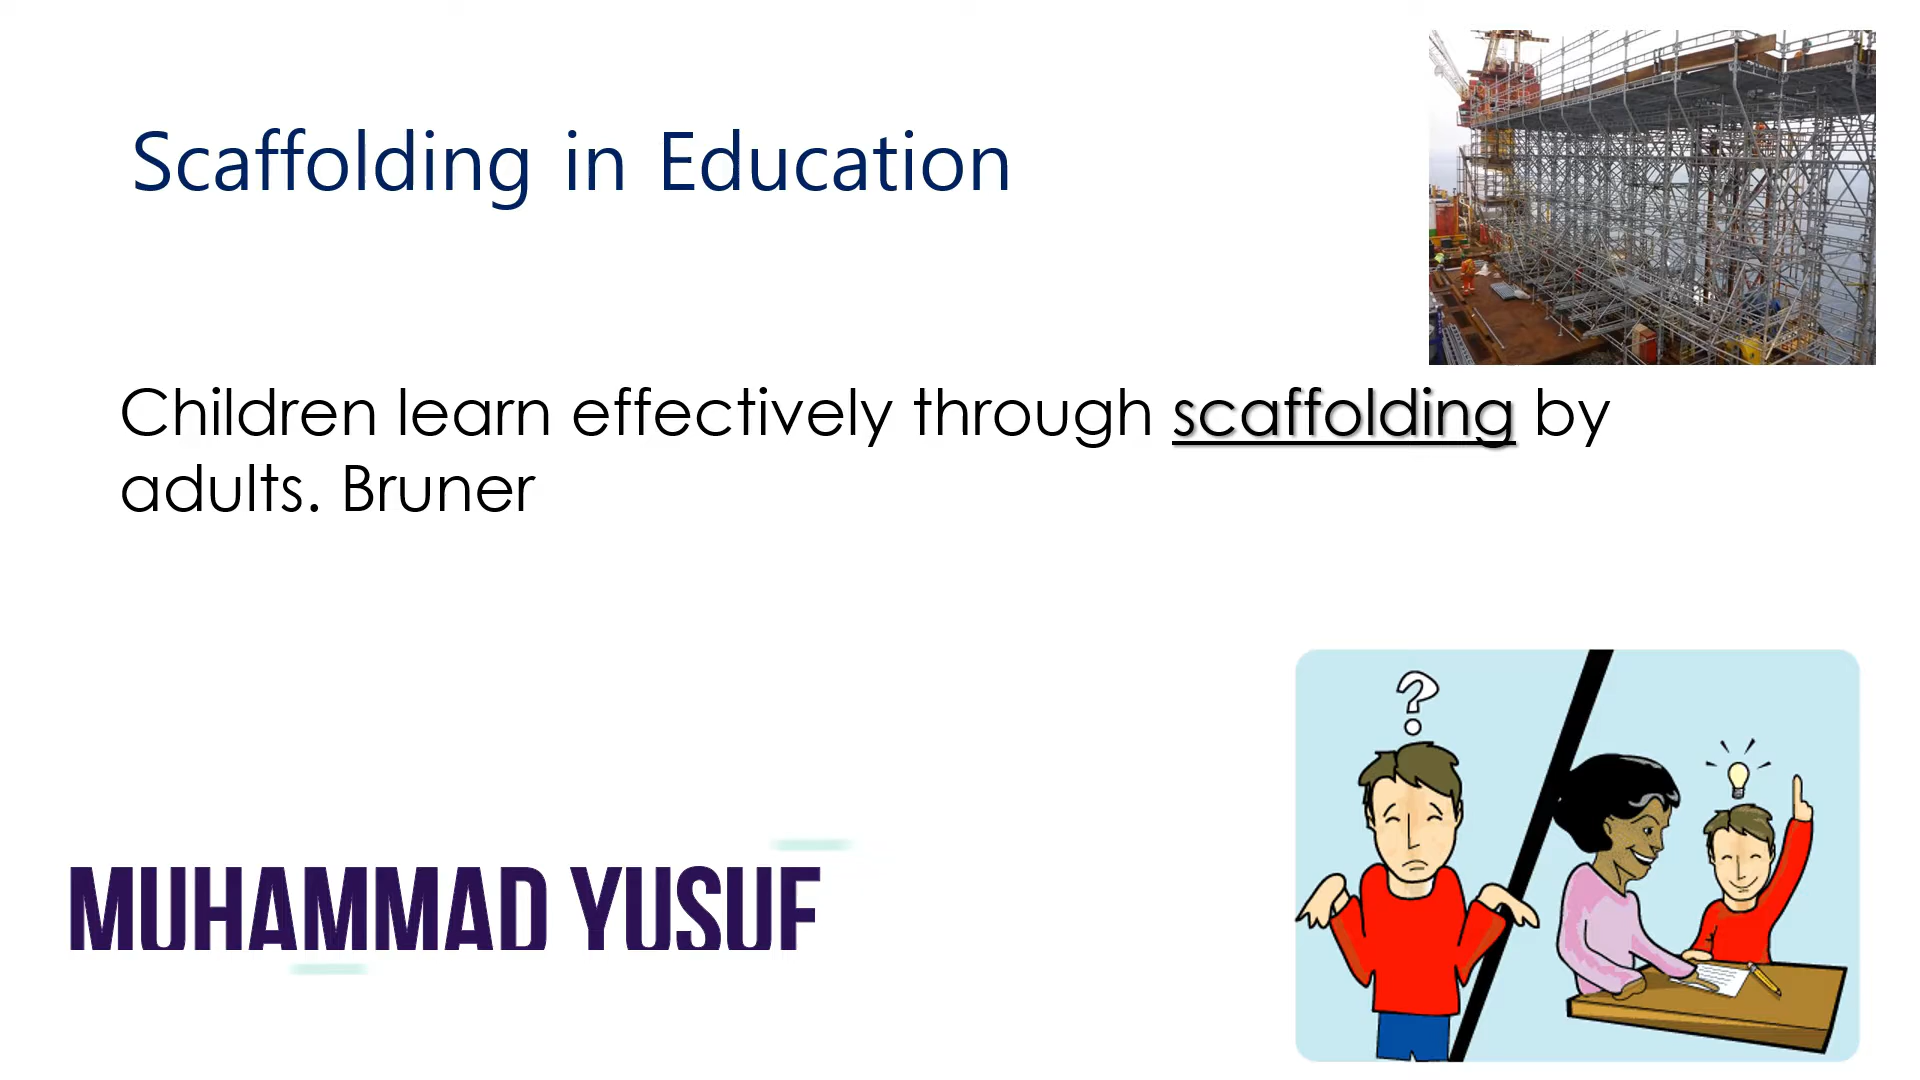 Scaffolding in Education
Children learn effectively through scaffolding by
adults. Bruner
?
MUHAMMAD YUSUF